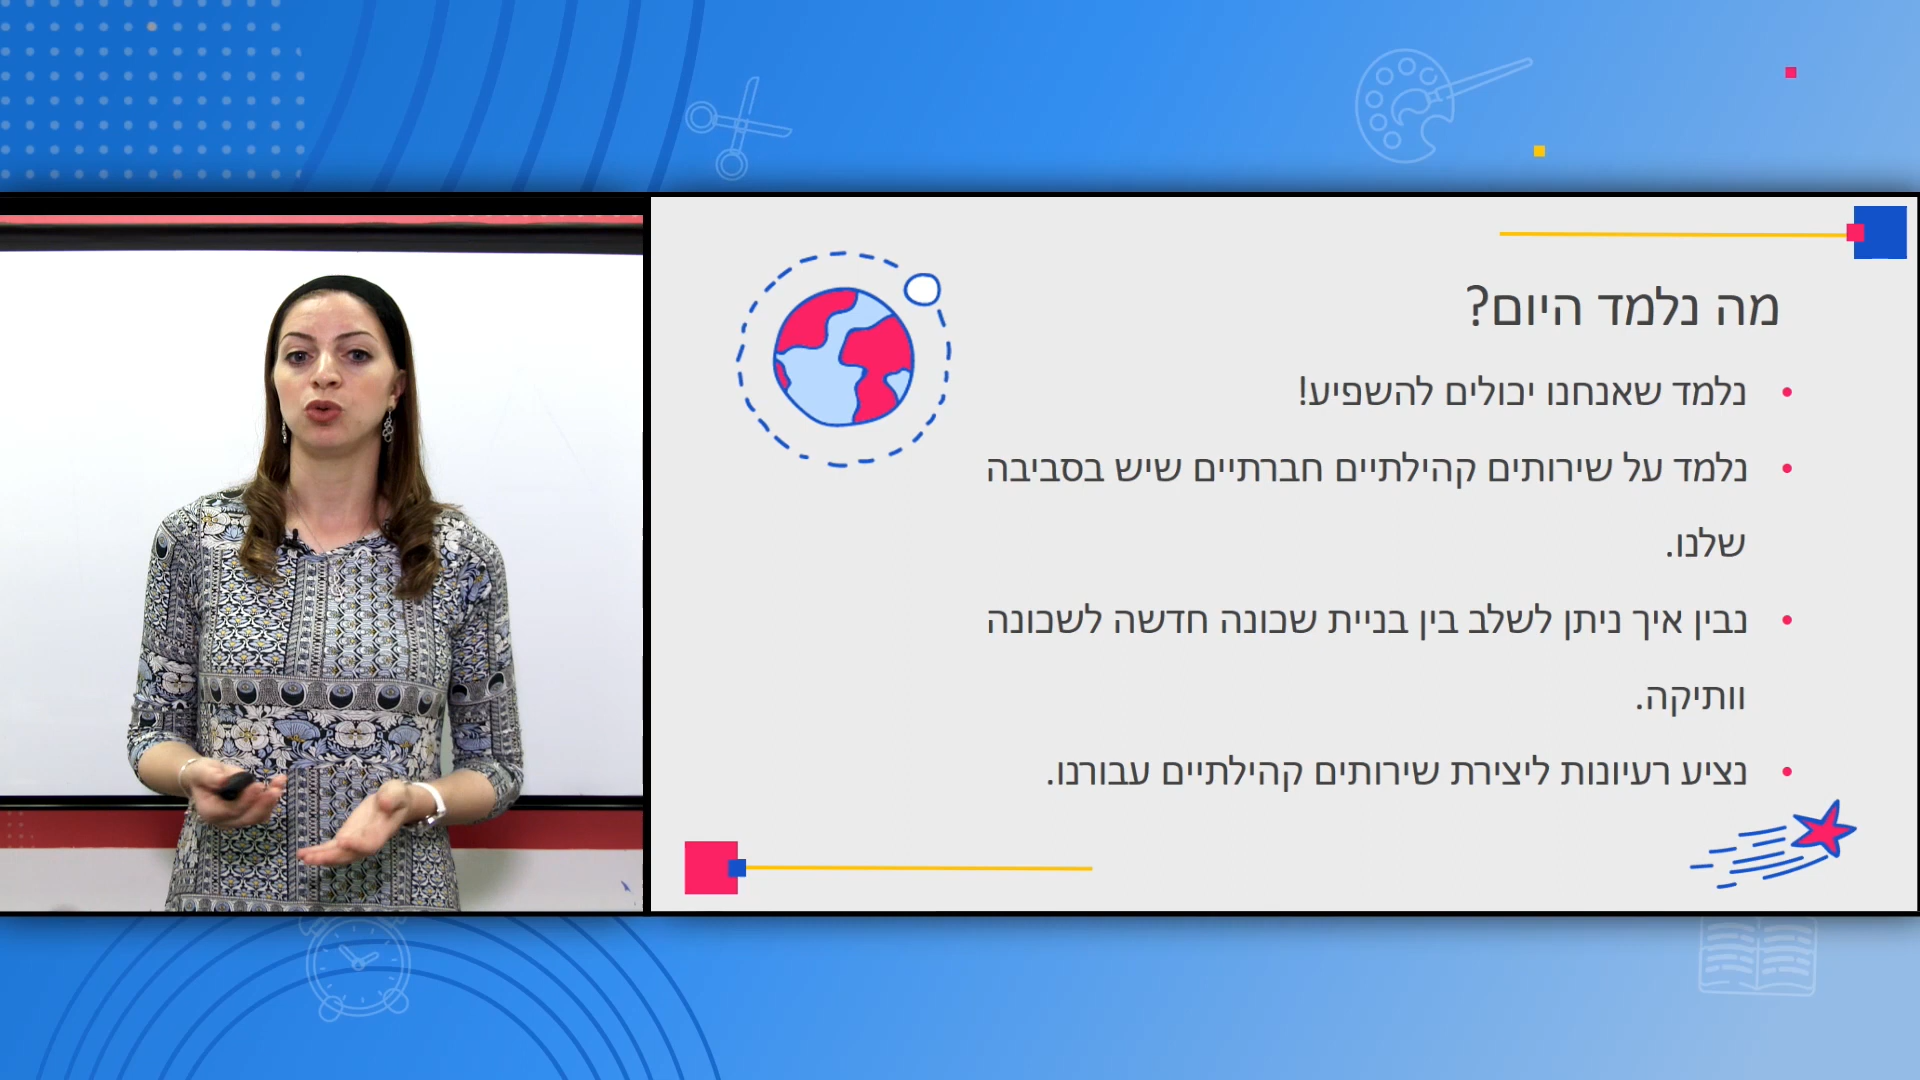 מה נלמד היום?
נלמד שאנחנו יכולים להשפיע!
נלמד על שירותים קהילתיים חברתיים שיש בסביבה
שלנו.
נבין איך ניתן לשלב בין בניית שכונה חדשה לשכונה
וותיקה.
נציע רעיונות ליצירת שירותים קהילתיים עבורנו.